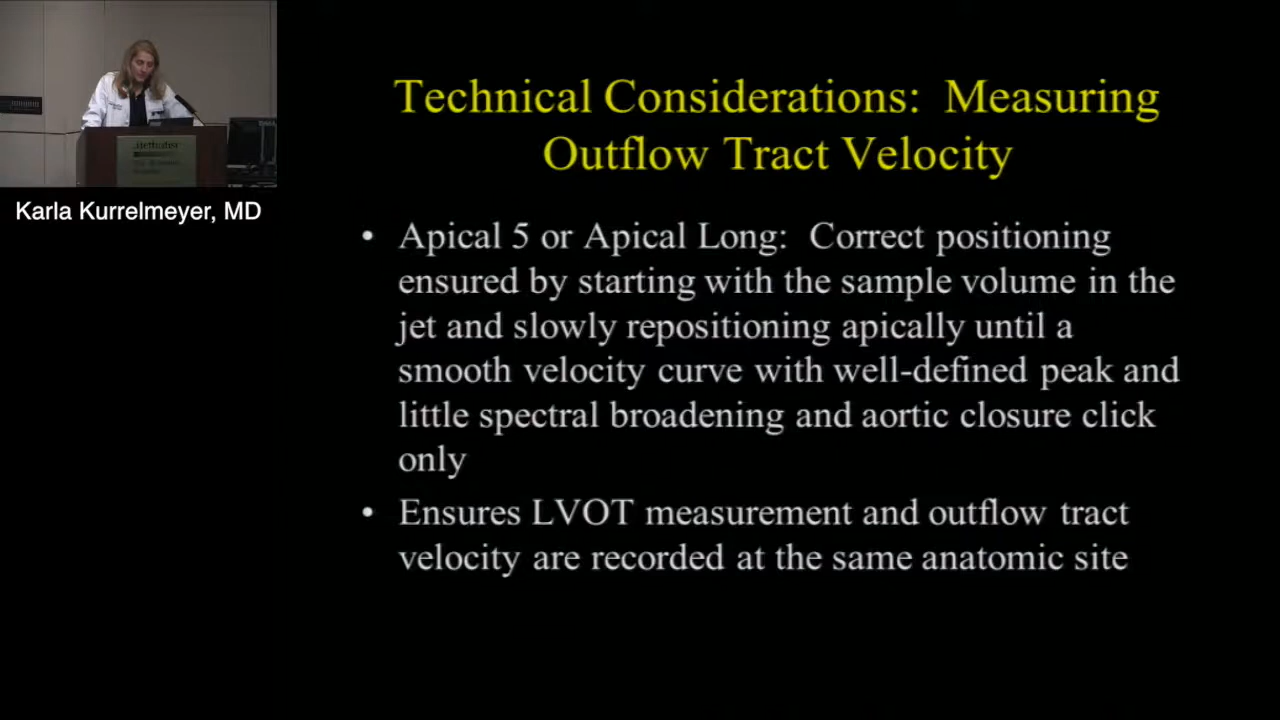 Technical Considerations: Measuring
Outflow Tract Velocity
Karla Kurrelmeyer, MD
• Apical 5 or Apical Long: Correct positioning
ensured by starting with the sample volume in the
jet and slowly repositioning apically until a
smooth velocity curve with well-defined peak and
little spectral broadening and aortic closure click
only
• Ensures LVOT measurement and outflow tract
velocity are recorded at the same anatomic site